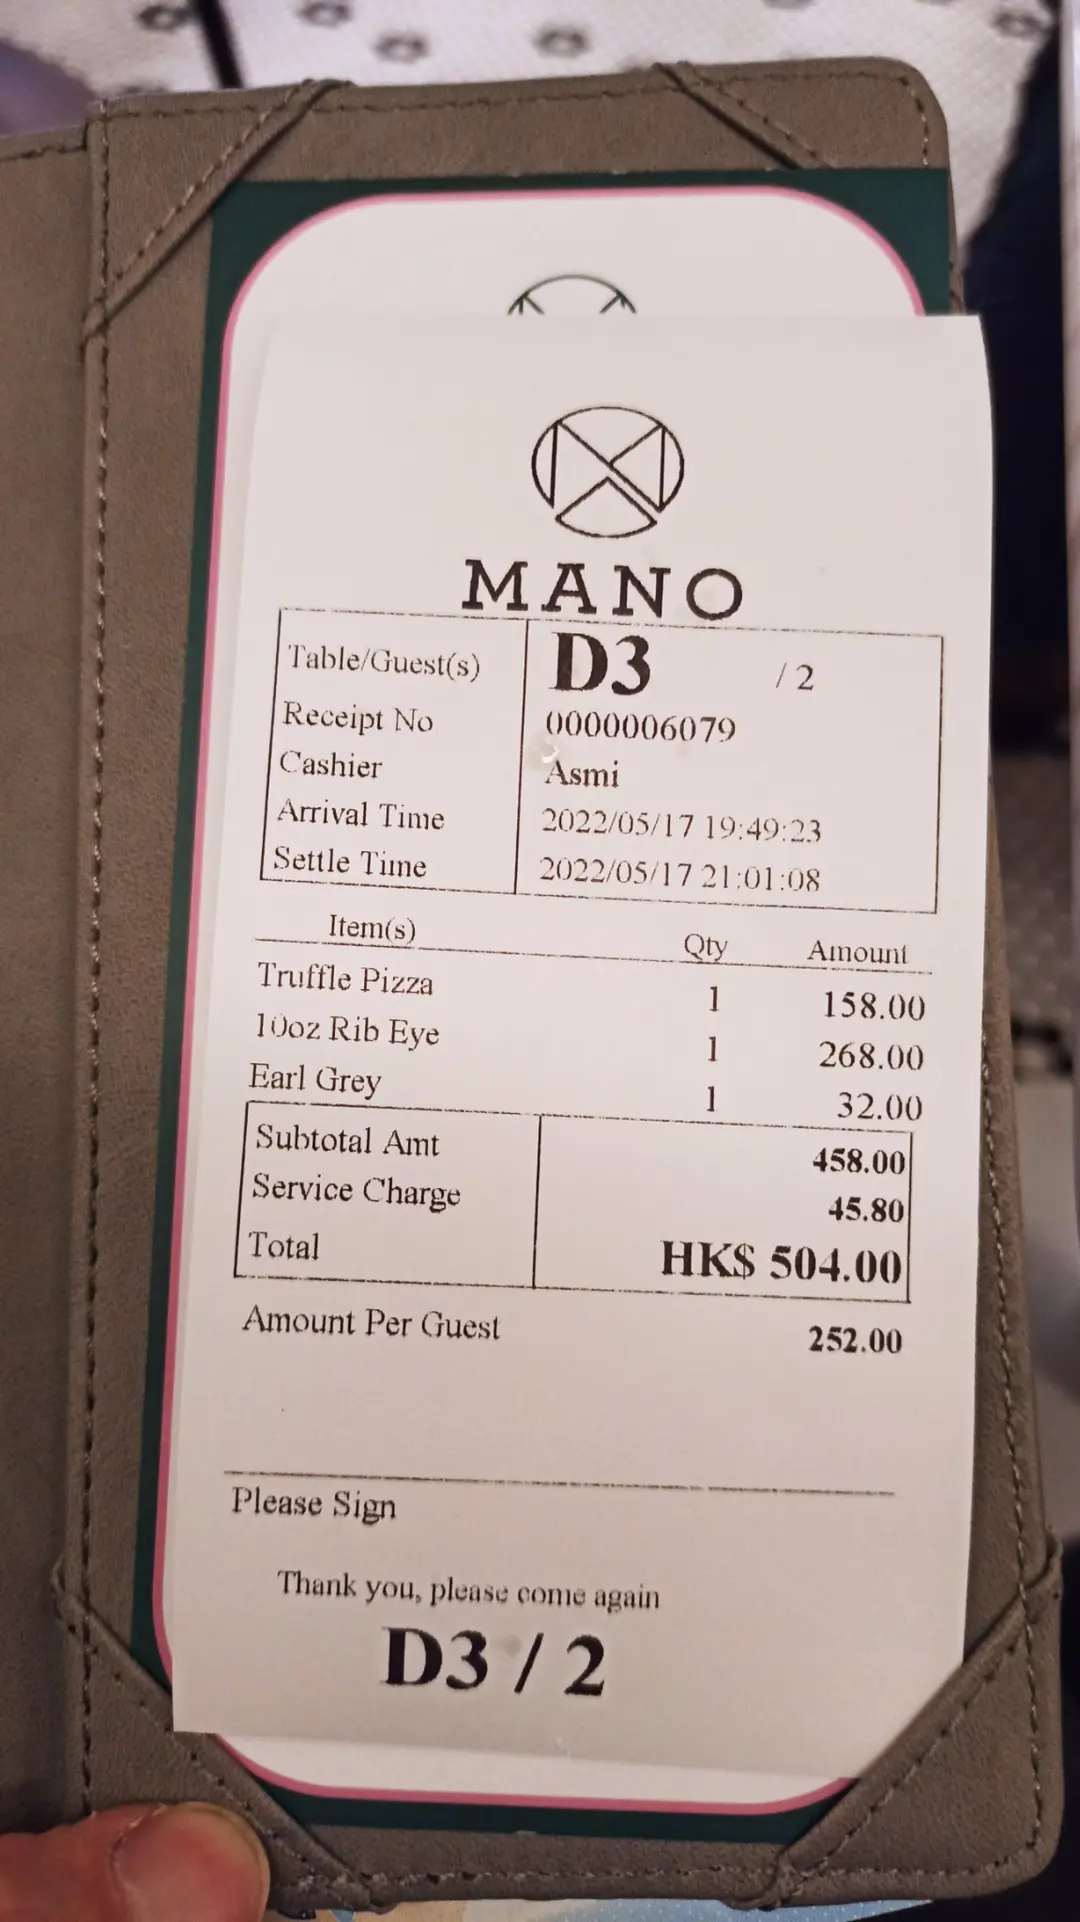 MANO
Table/Guest(s) D3 / 2
Receipt No 0000006079
Cashier Asmi
Arrival Time 2022/05/17 19:49:23
Settle Time 2022/05/17 21:01:08
Item(s) Qty Amount
Truffle Pizza 1 158.00
10oz Rib Eye 1 268.00
Earl Grey 1 32.00
Subtotal Amt 458.00
Service Charge 45.80
Total HK$ 504.00
Amount Per Guest 252.00
Please Sign
Thank you, please come again
D3 / 2